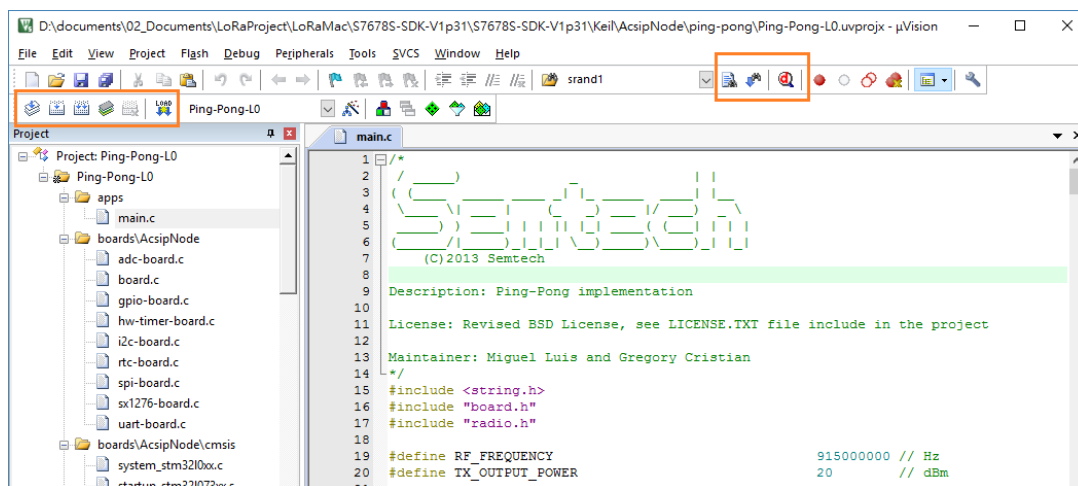 D:\documents\02_Documents\LoRaProject\LoRaMac\S7678S-SDK-V1p31\S7678S-SDK-V1p31\Keil\AcsipNode\ping-pong\Ping-Pong-L0.uvprojx - µVision
File Edit View Project Flash Debug Peripherals Tools SVCS Window Help
srand1
LOAD Ping-Pong-L0
Project
main.c
Project: Ping-Pong-L0
Ping-Pong-L0
apps
main.c
boards\AcsipNode
adc-board.c
board.c
gpio-board.c
hw-timer-board.c
i2c-board.c
rtc-board.c
spi-board.c
sx1276-board.c
uart-board.c
boards\AcsipNode\cmsis
system_stm32l0xx.c
startup_stm32l073xx.s
1 /*
2
3
4
5
6
7 (C)2013 Semtech
8
9 Description: Ping-Pong implementation
10
11 License: Revised BSD License, see LICENSE.TXT file include in the project
12
13 Maintainer: Miguel Luis and Gregory Cristian
14 */
15 #include <string.h>
16 #include "board.h"
17 #include "radio.h"
18
19 #define RF_FREQUENCY 915000000 // Hz
20 #define TX_OUTPUT_POWER 20 // dBm